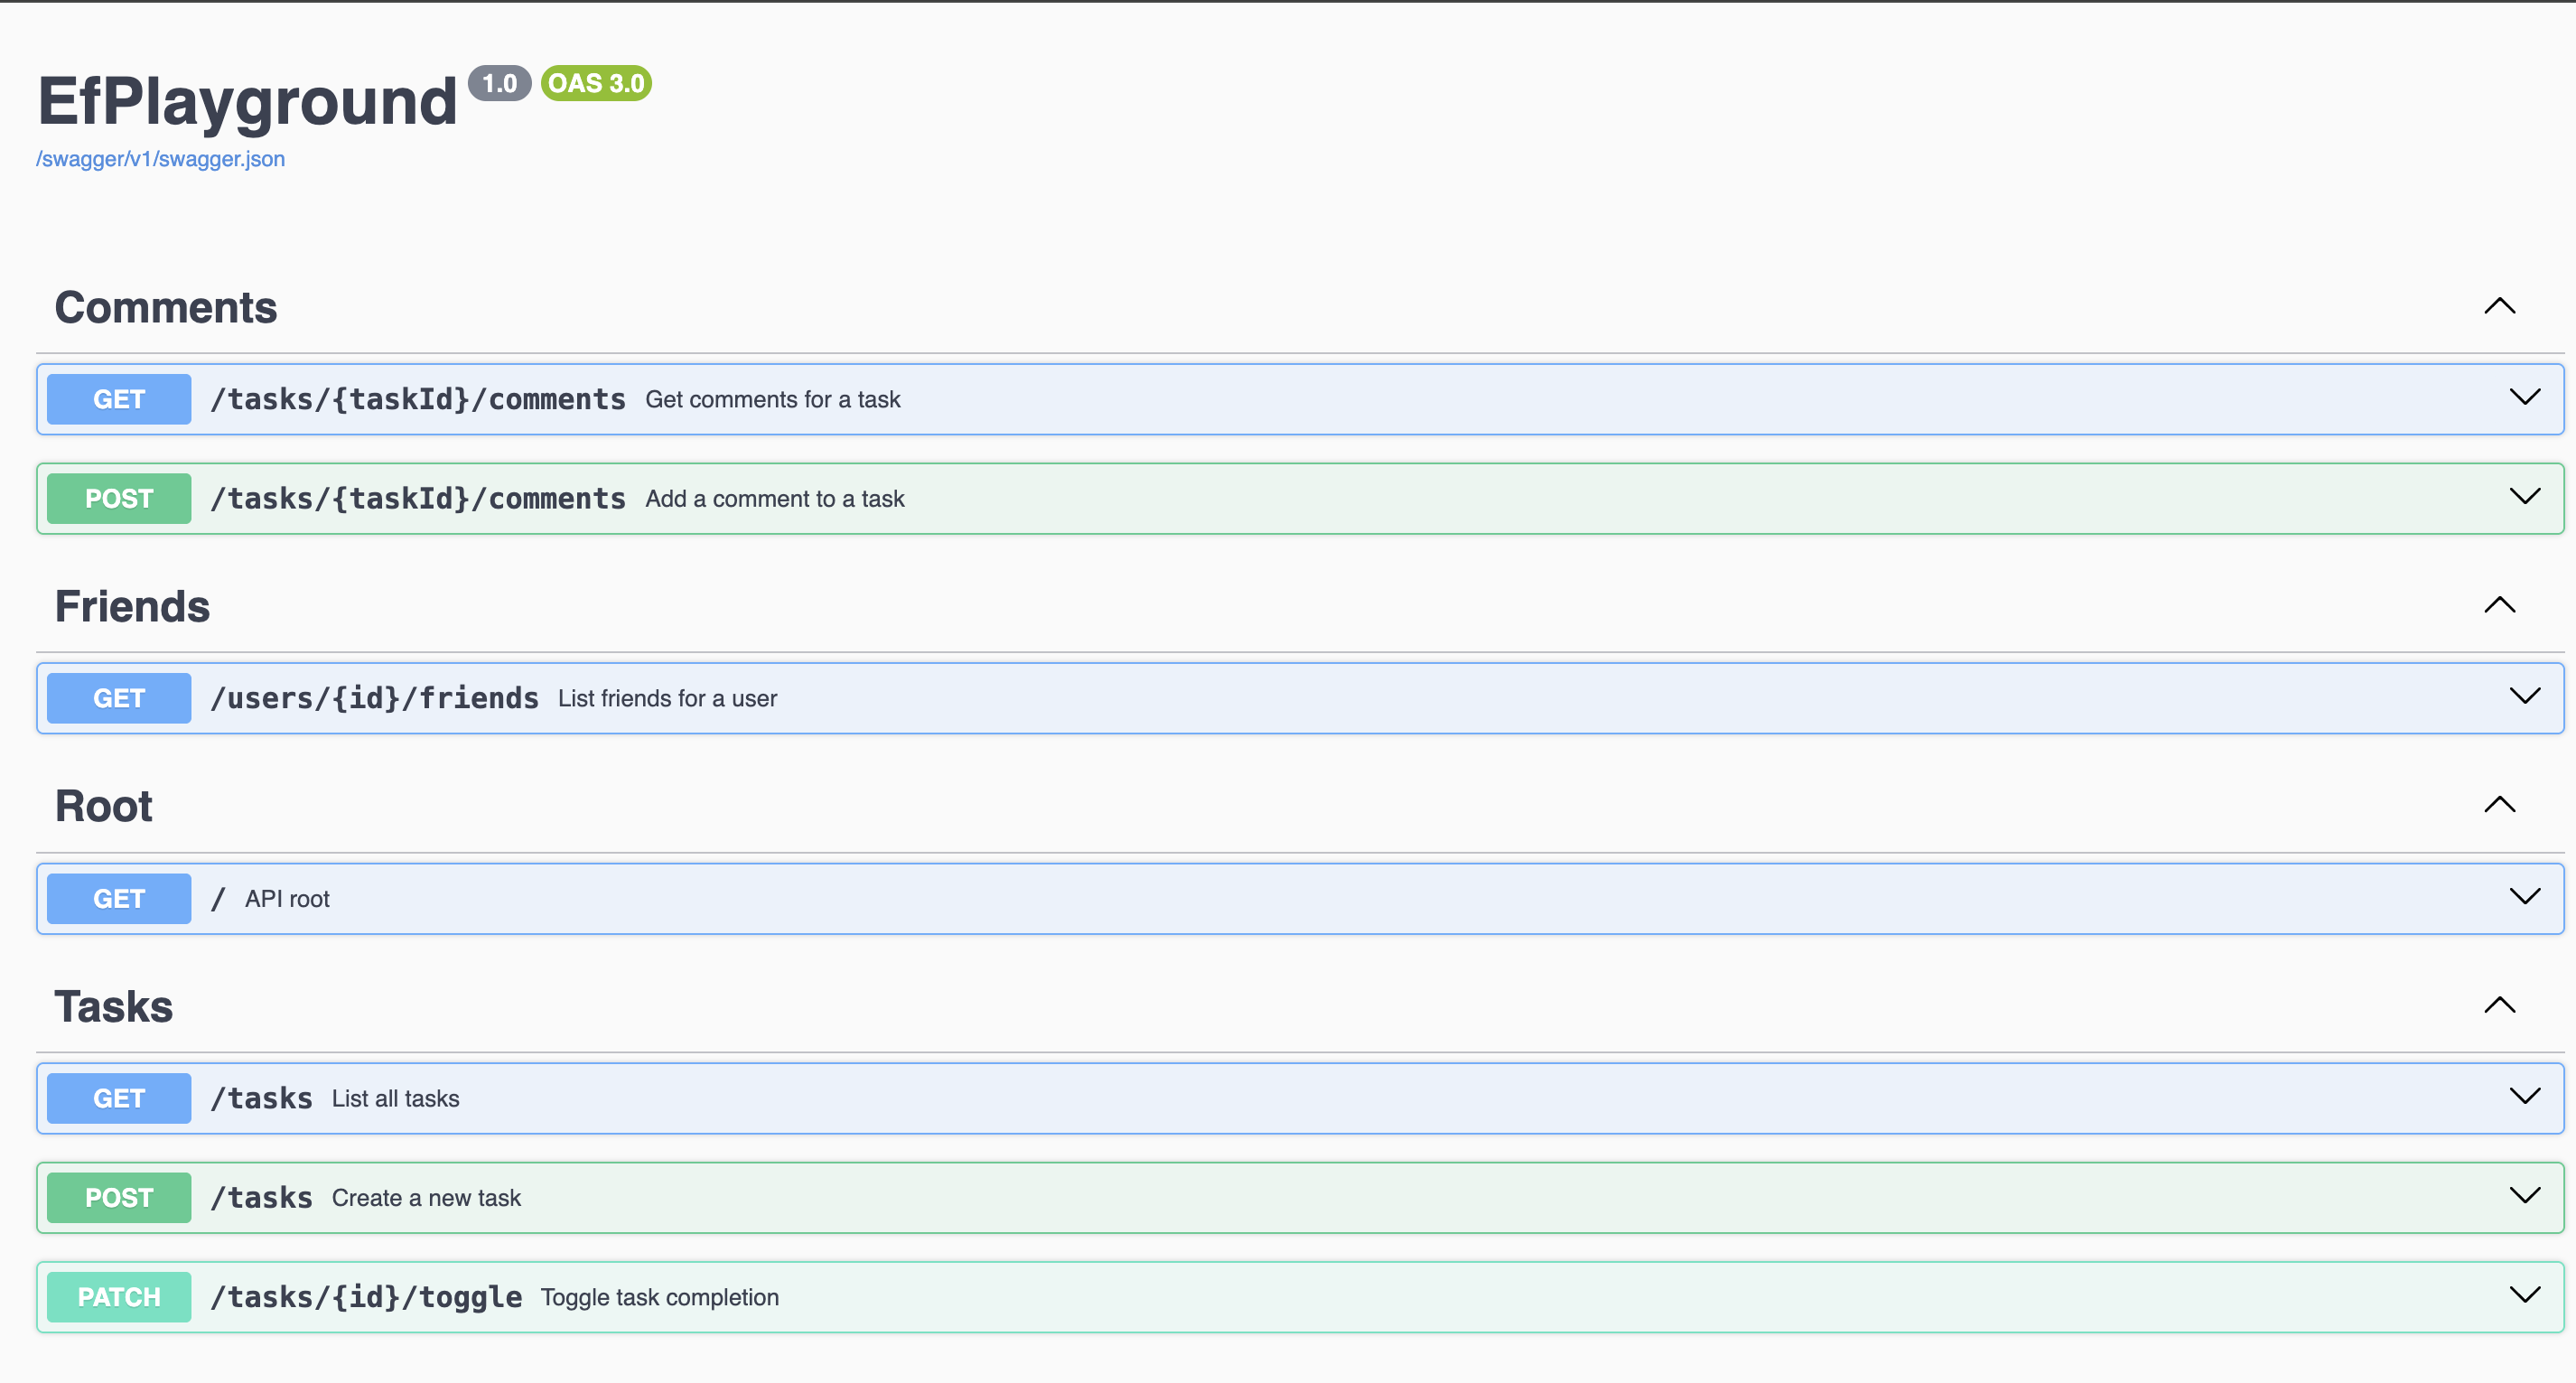 EfPlayground 1.0 OAS 3.0
/swagger/v1/swagger.json
Comments
GET /tasks/{taskId}/comments Get comments for a task
POST /tasks/{taskId}/comments Add a comment to a task
Friends
GET /users/{id}/friends List friends for a user
Root
GET / API root
Tasks
GET /tasks List all tasks
POST /tasks Create a new task
PATCH /tasks/{id}/toggle Toggle task completion